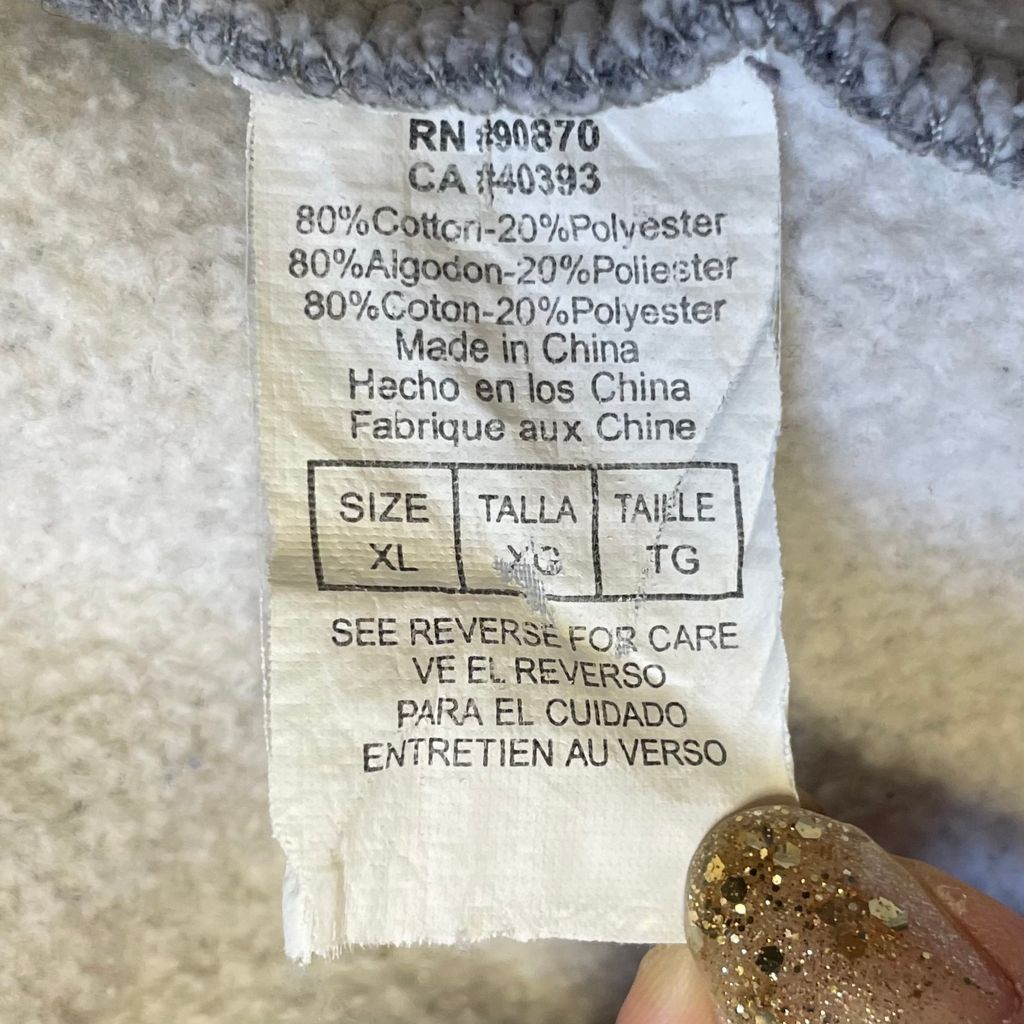 RN #90870
CA #40393
80%Cotton-20%Polyester
80%Algodon-20%Poliester
80%Coton-20%Polyester
Made in China
Hecho en los China
Fabrique aux Chine
SIZE TALLA TAILLE
XL XG TG
SEE REVERSE FOR CARE
VE EL REVERSO
PARA EL CUIDADO
ENTRETIEN AU VERSO